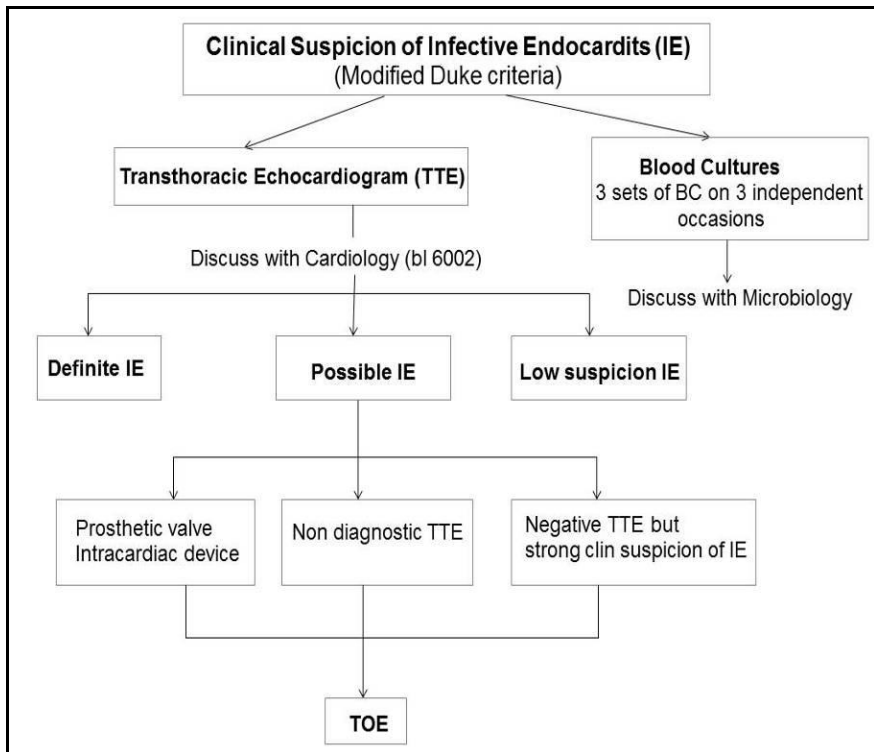 Clinical Suspicion of Infective Endocardits (IE)
(Modified Duke criteria)
Transthoracic Echocardiogram (TTE)
Blood Cultures
3 sets of BC on 3 independent
occasions
Discuss with Cardiology (bl 6002)
Discuss with Microbiology
Definite IE
Possible IE
Low suspicion IE
Prosthetic valve
Intracardiac device
Non diagnostic TTE
Negative TTE but
strong clin suspicion of IE
TOE